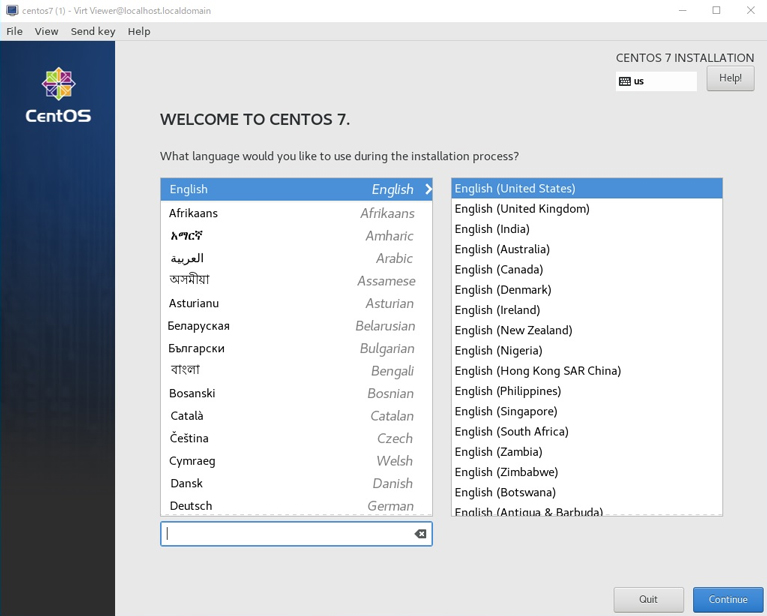 centos7 (1) - Virt Viewer@localhost.localdomain
File View Send key Help
CentOS
CENTOS 7 INSTALLATION
us
Help!
WELCOME TO CENTOS 7.
What language would you like to use during the installation process?
English English
Afrikaans Afrikaans
አማርኛ Amharic
العربية Arabic
অসমীয়া Assamese
Asturianu Asturian
Беларуская Belarusian
Български Bulgarian
বাংলা Bengali
Bosanski Bosnian
Català Catalan
Čeština Czech
Cymraeg Welsh
Dansk Danish
Deutsch German
English (United States)
English (United Kingdom)
English (India)
English (Australia)
English (Canada)
English (Denmark)
English (Ireland)
English (New Zealand)
English (Nigeria)
English (Hong Kong SAR China)
English (Philippines)
English (Singapore)
English (South Africa)
English (Zambia)
English (Zimbabwe)
English (Botswana)
English (Antigua & Barbuda)
Quit
Continue